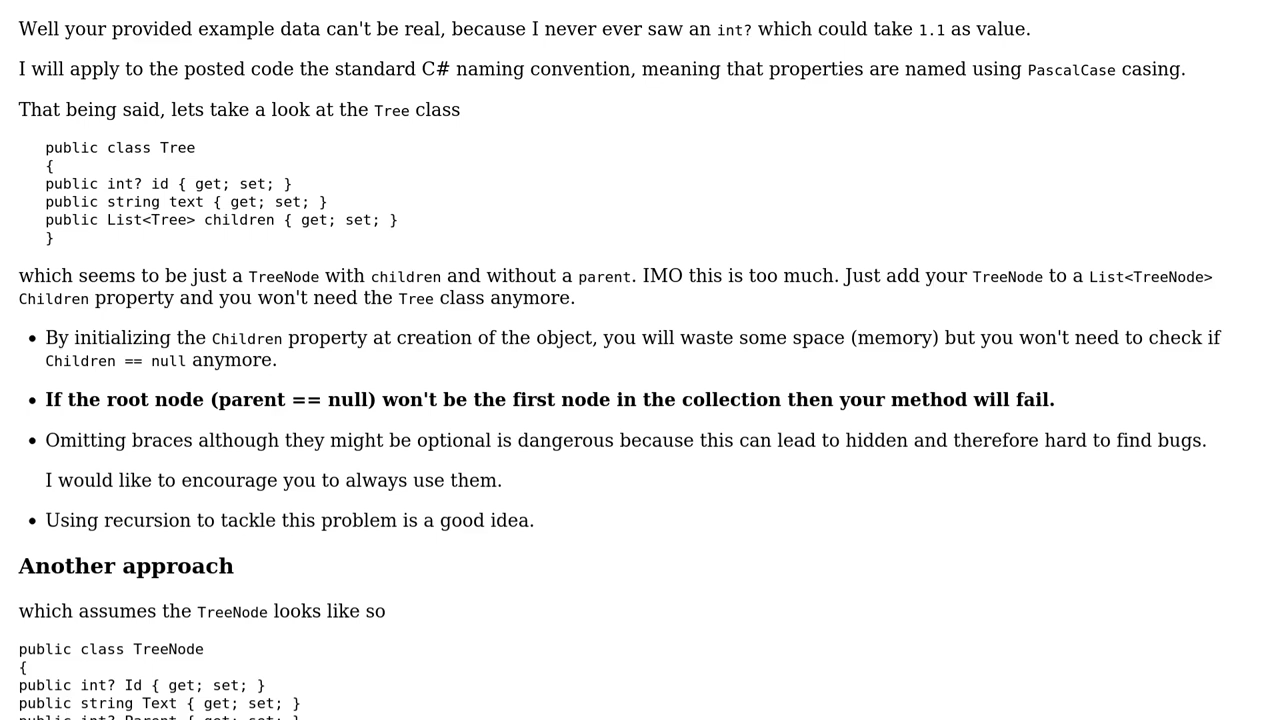 Well your provided example data can't be real, because I never ever saw an int? which could take 1.1 as value.
I will apply to the posted code the standard C# naming convention, meaning that properties are named using PascalCase casing.
That being said, lets take a look at the Tree class
public class Tree
{
public int? id { get; set; }
public string text { get; set; }
public List<Tree> children { get; set; }
}
which seems to be just a TreeNode with children and without a parent. IMO this is too much. Just add your TreeNode to a List<TreeNode>
Children property and you won't need the Tree class anymore.
• By initializing the Children property at creation of the object, you will waste some space (memory) but you won't need to check if
Children == null anymore.
• If the root node (parent == null) won't be the first node in the collection then your method will fail.
• Omitting braces although they might be optional is dangerous because this can lead to hidden and therefore hard to find bugs.
I would like to encourage you to always use them.
• Using recursion to tackle this problem is a good idea.
Another approach
which assumes the TreeNode looks like so
public class TreeNode
{
public int? Id { get; set; }
public string Text { get; set; }
public int? Parent { get; set; }